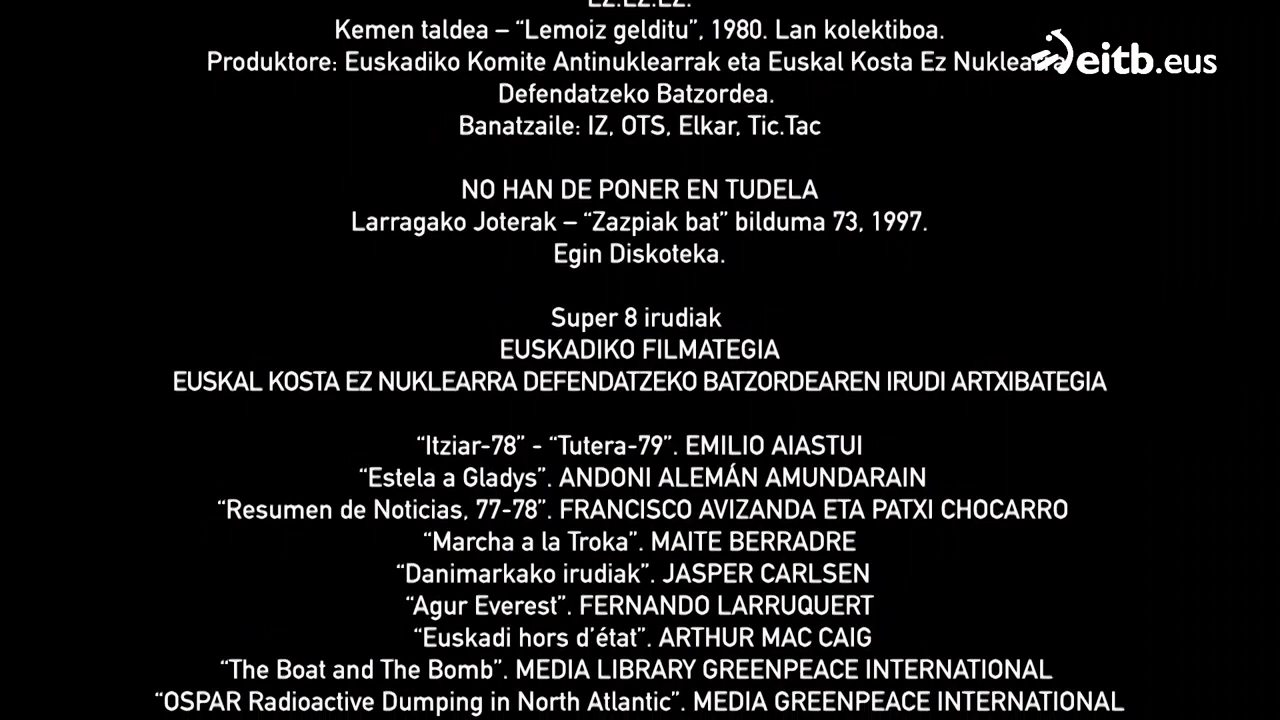 EZ.EZ.EZ.
Kemen taldea – “Lemoiz gelditu”, 1980. Lan kolektiboa.
Produktore: Euskadiko Komite Antinuklearrak eta Euskal Kosta Ez Nuklearra
eitb.eus
Defendatzeko Batzordea.
Banatzaile: IZ, OTS, Elkar, Tic.Tac
NO HAN DE PONER EN TUDELA
Larragako Joterak – “Zazpiak bat” bilduma 73, 1997.
Egin Diskoteka.
Super 8 irudiak
EUSKADIKO FILMATEGIA
EUSKAL KOSTA EZ NUKLEARRA DEFENDATZEKO BATZORDEAREN IRUDI ARTXIBATEGIA
“Itziar-78” - “Tutera-79”. EMILIO AIASTUI
“Estela a Gladys”. ANDONI ALEMÁN AMUNDARAIN
“Resumen de Noticias, 77-78”. FRANCISCO AVIZANDA ETA PATXI CHOCARRO
“Marcha a la Troka”. MAITE BERRADRE
“Danimarkako irudiak”. JASPER CARLSEN
“Agur Everest”. FERNANDO LARRUQUERT
“Euskadi hors d’état”. ARTHUR MAC CAIG
“The Boat and The Bomb”. MEDIA LIBRARY GREENPEACE INTERNATIONAL
“OSPAR Radioactive Dumping in North Atlantic”. MEDIA GREENPEACE INTERNATIONAL